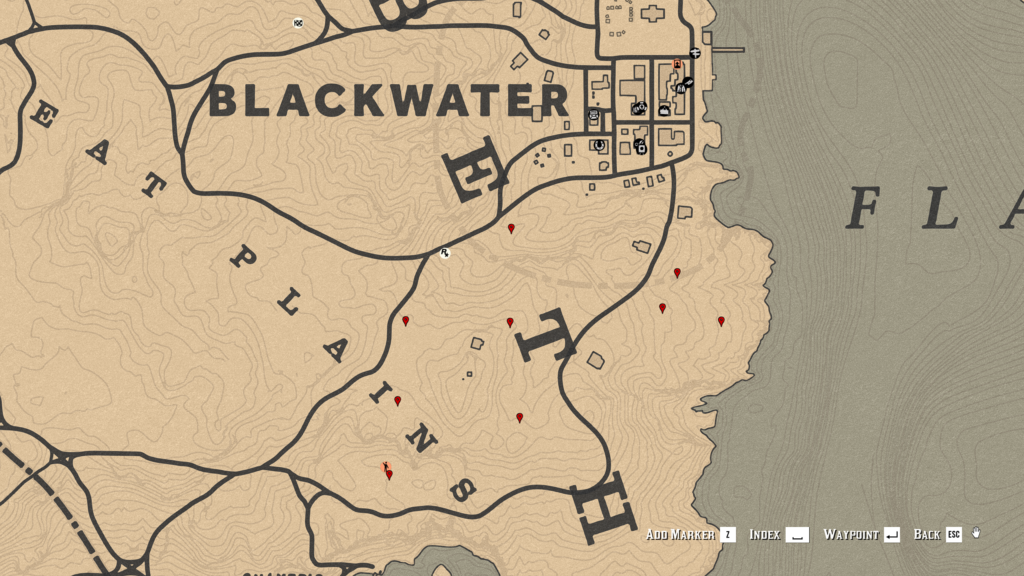 B
BLACKWATER
E
E A T
P L A I N S
F L A
T
H
Add Marker Z Index Waypoint Back ESC